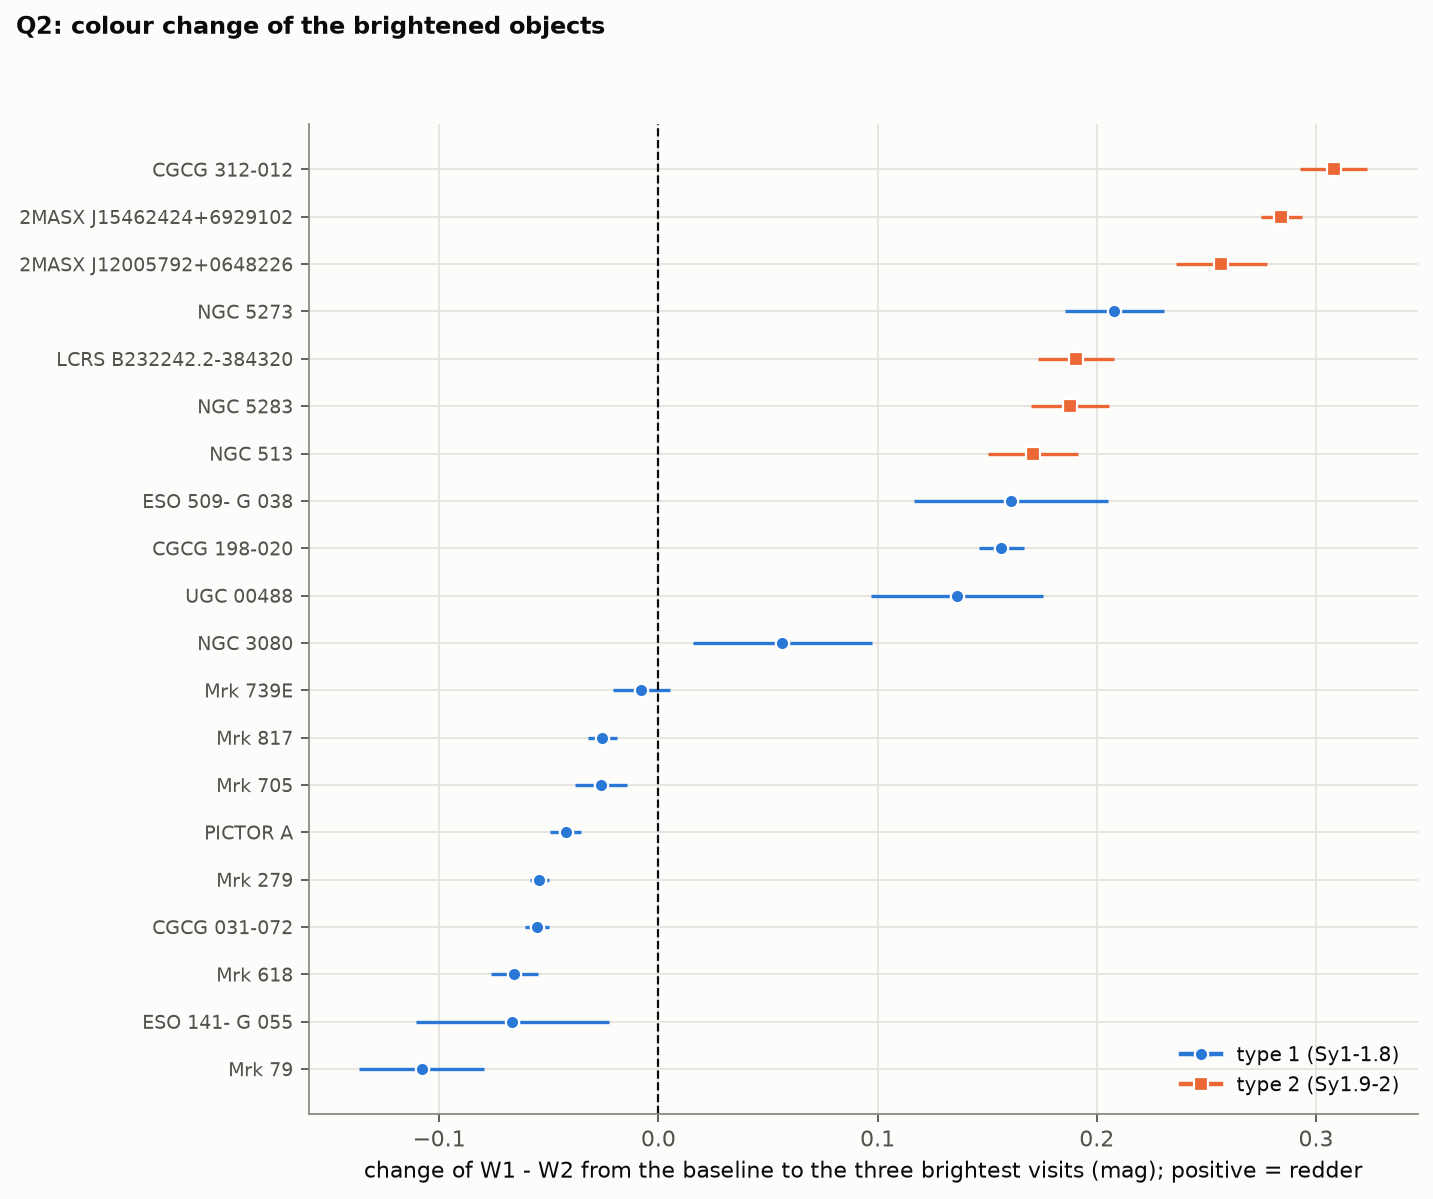 Q2: colour change of the brightened objects
CGCG 312-012
2MASX J15462424+6929102
2MASX J12005792+0648226
NGC 5273
LCRS B232242.2-384320
NGC 5283
NGC 513
ESO 509- G 038
CGCG 198-020
UGC 00488
NGC 3080
Mrk 739E
Mrk 817
Mrk 705
PICTOR A
Mrk 279
CGCG 031-072
Mrk 618
ESO 141- G 055
Mrk 79
type 1 (Sy1-1.8)
type 2 (Sy1.9-2)
−0.1 0.0 0.1 0.2 0.3
change of W1 - W2 from the baseline to the three brightest visits (mag); positive = redder